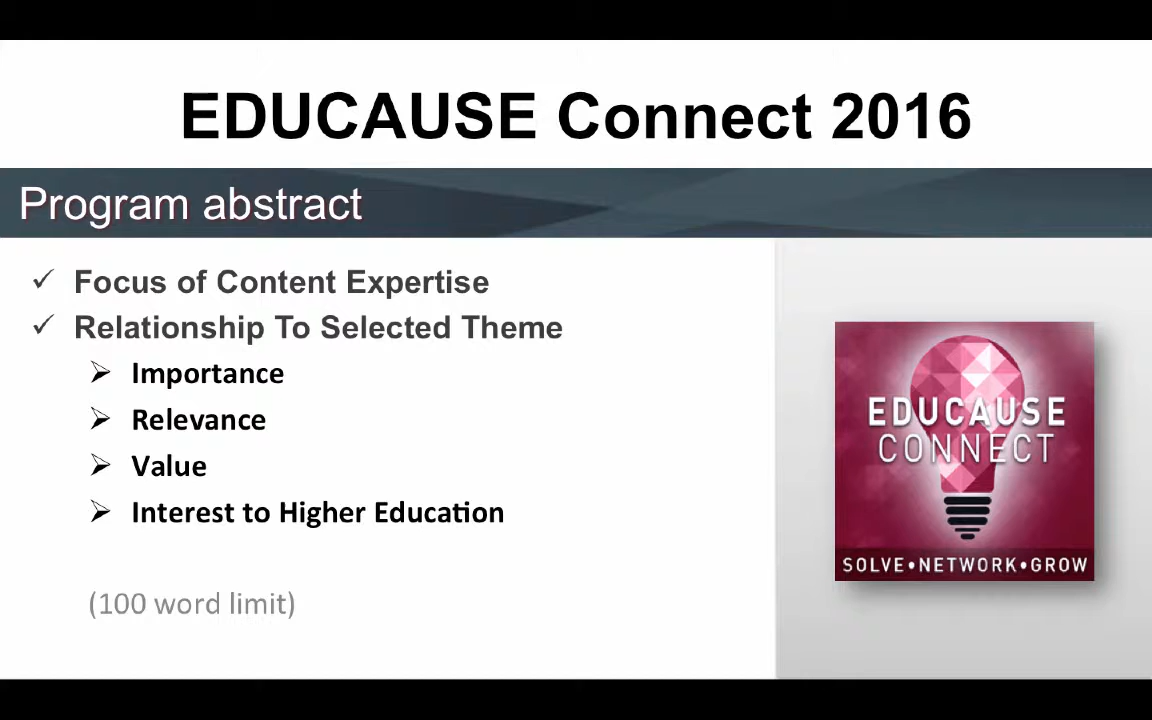 EDUCAUSE Connect 2016
Program abstract
✓ Focus of Content Expertise
✓ Relationship To Selected Theme
➢ Importance
➢ Relevance
➢ Value
➢ Interest to Higher Education
(100 word limit)
EDUCAUSE
CONNECT
SOLVE•NETWORK•GROW